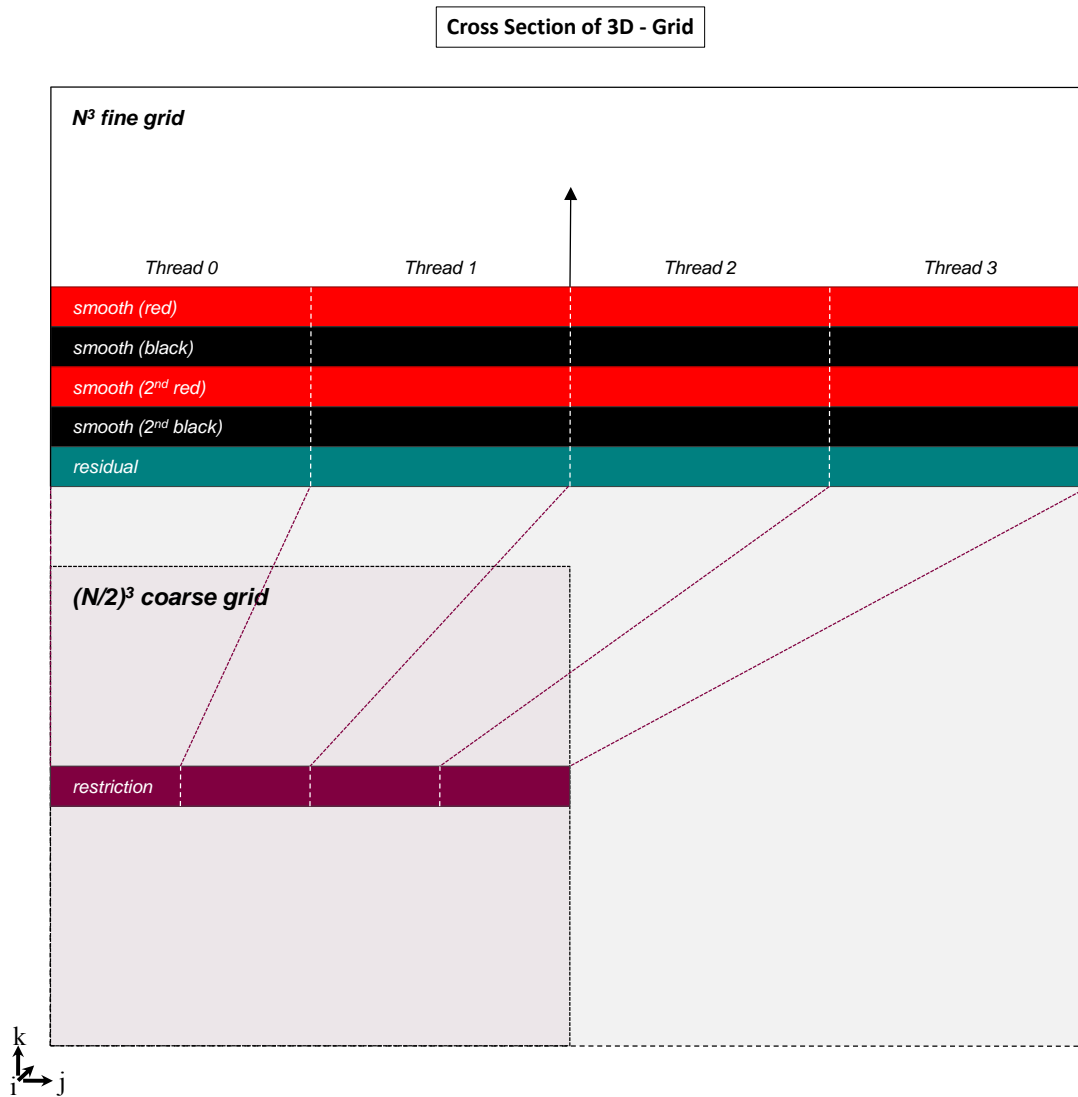 Cross Section of 3D - Grid
N³ fine grid
Thread 0 Thread 1 Thread 2 Thread 3
smooth (red)
smooth (black)
smooth (2nd red)
smooth (2nd black)
residual
(N/2)³ coarse grid
restriction
k
i j